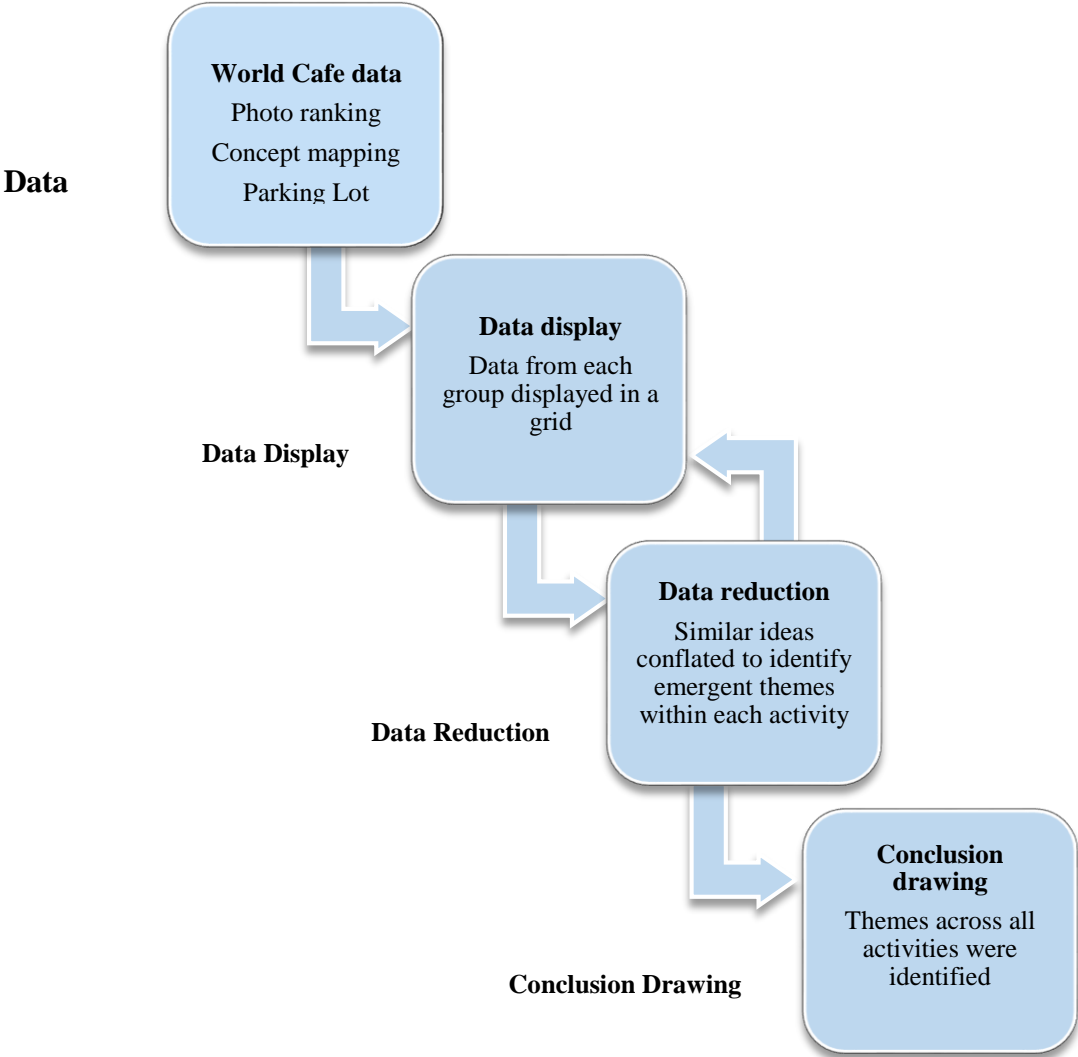 World Cafe data
Photo ranking
Concept mapping
Parking Lot
Data
Data display
Data from each
group displayed in a
grid
Data Display
Data reduction
Similar ideas
conflated to identify
emergent themes
within each activity
Data Reduction
Conclusion
drawing
Themes across all
activities were
identified
Conclusion Drawing